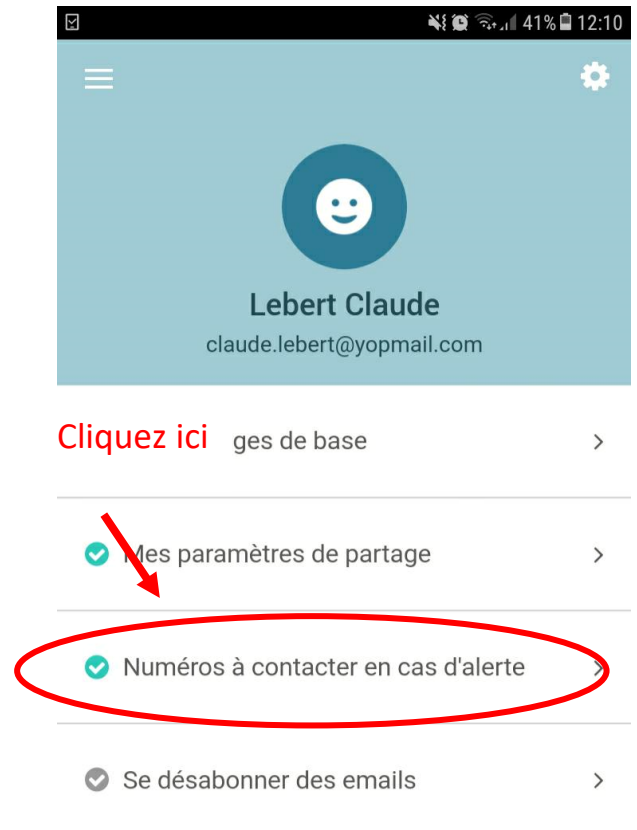 41% 12:10
Lebert Claude
claude.lebert@yopmail.com
Cliquez ici ges de base
Mes paramètres de partage
Numéros à contacter en cas d'alerte
Se désabonner des emails